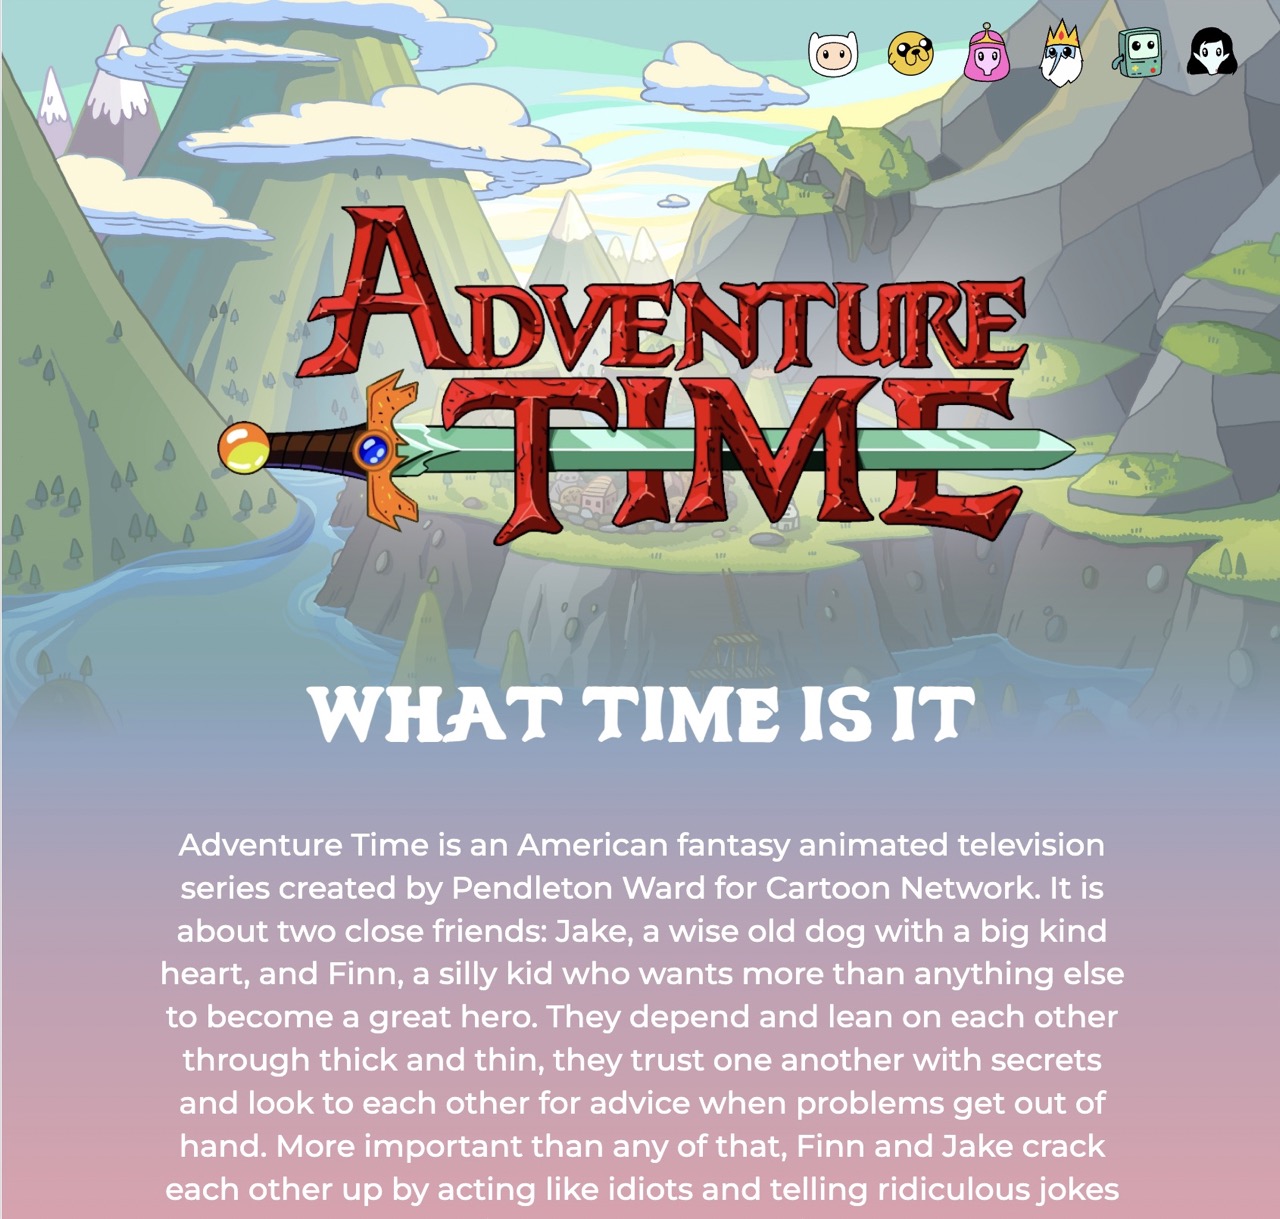 ADVENTURE
TIME
WHAT TIME IS IT
Adventure Time is an American fantasy animated television
series created by Pendleton Ward for Cartoon Network. It is
about two close friends: Jake, a wise old dog with a big kind
heart, and Finn, a silly kid who wants more than anything else
to become a great hero. They depend and lean on each other
through thick and thin, they trust one another with secrets
and look to each other for advice when problems get out of
hand. More important than any of that, Finn and Jake crack
each other up by acting like idiots and telling ridiculous jokes